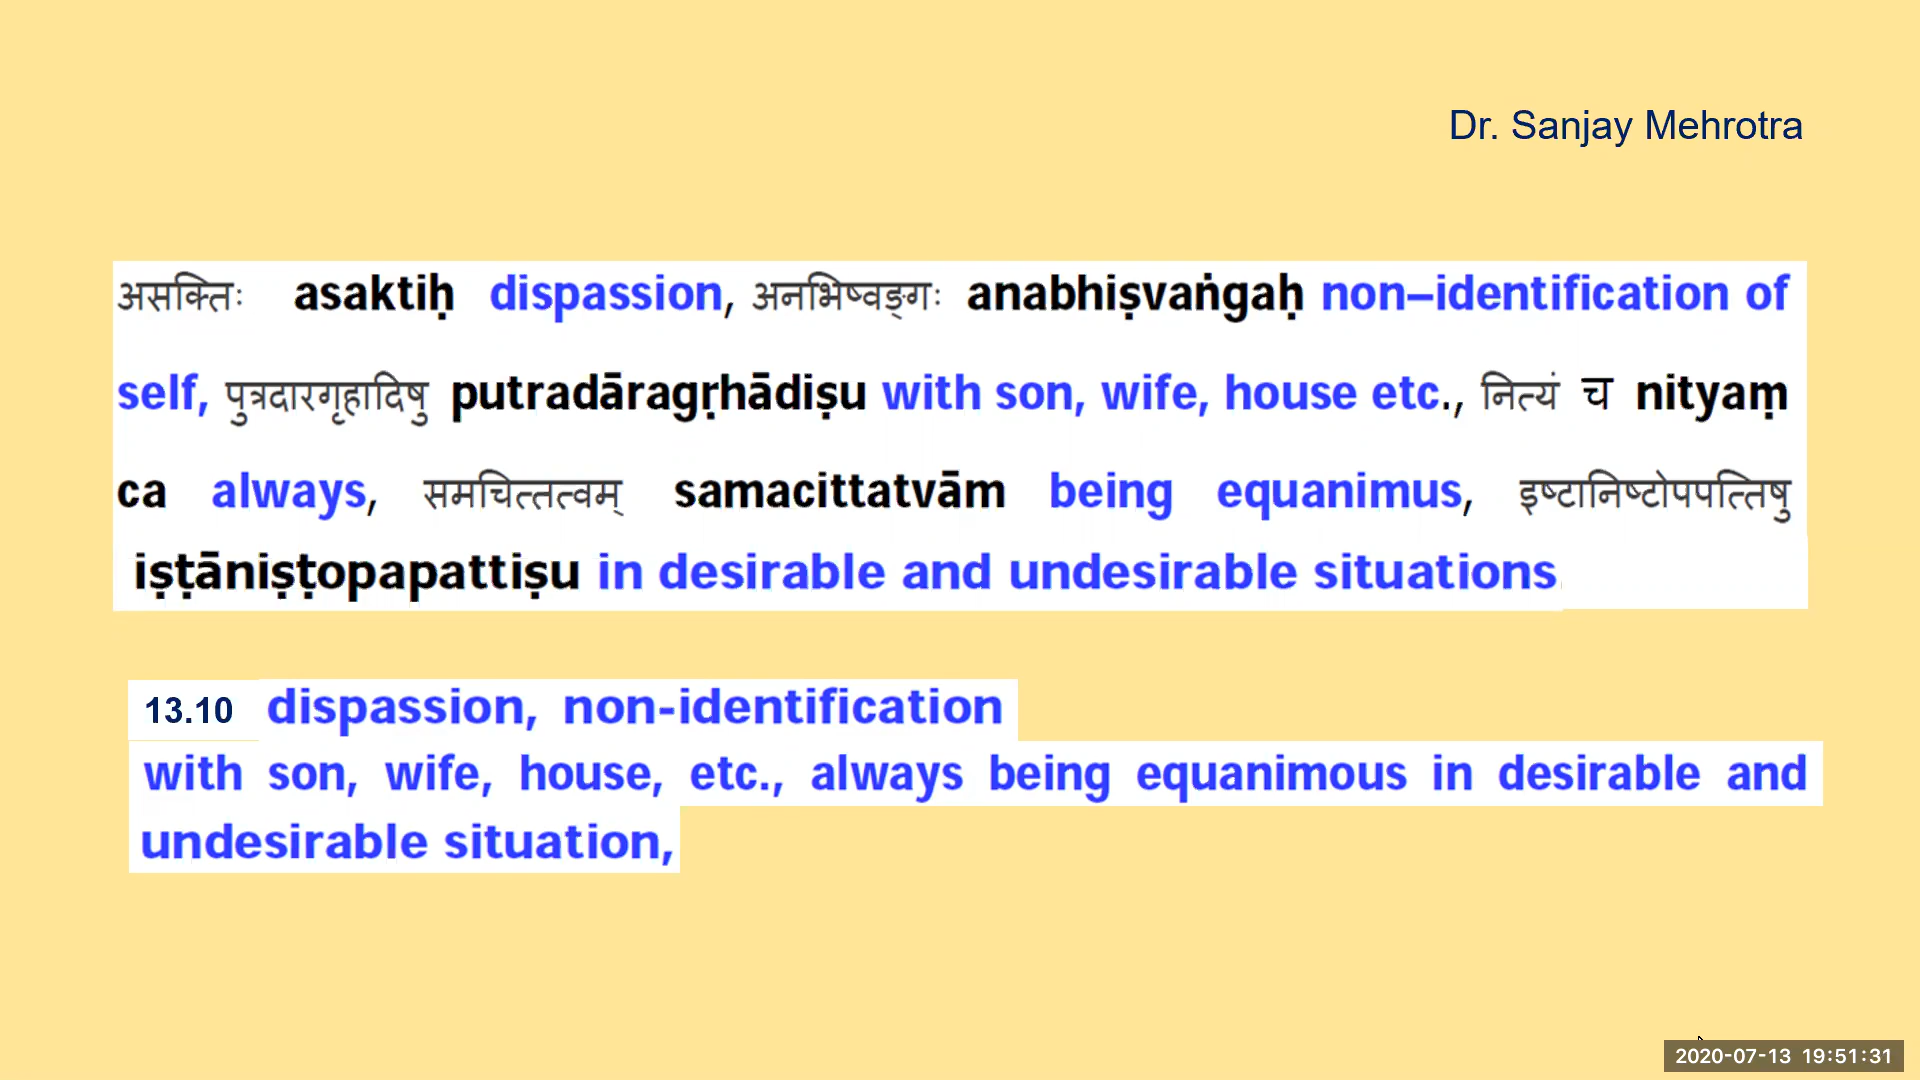 Dr. Sanjay Mehrotra
असक्तिः asaktiḥ dispassion, अनभिष्वङ्गः anabhiṣvaṅgaḥ non–identification of
self, पुत्रदारगृहादिषु putradāragṛhādiṣu with son, wife, house etc., नित्यं च nityaṃ
ca always, समचित्तत्वम् samacittatvām being equanimus, इष्टानिष्टोपपत्तिषु
iṣṭāniṣṭopapattiṣu in desirable and undesirable situations.
13.10 dispassion, non-identification
with son, wife, house, etc., always being equanimous in desirable and
undesirable situation,
2020-07-13 19:51:31